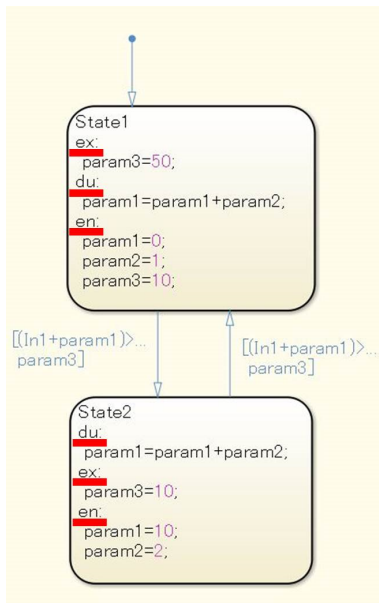 State1
ex:
param3=50;
du:
param1=param1+param2;
en:
param1=0;
param2=1;
param3=10;
[(In1+param1)>...
param3]
[(In1+param1)>...
param3]
State2
du:
param1=param1+param2;
ex:
param3=10;
en:
param1=10;
param2=2;